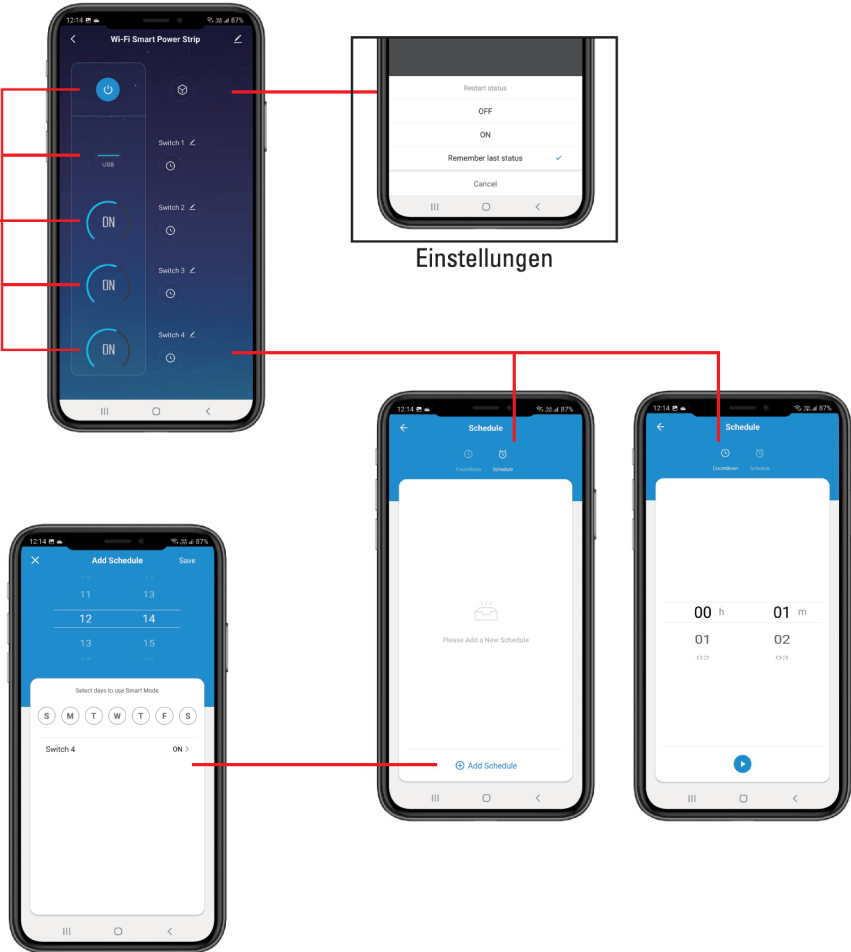 12:14 87%
Wi-Fi Smart Power Strip
Switch 1
USB
Switch 2
ON
Switch 3
ON
Switch 4
ON
Restart status
OFF
ON
Remember last status
Cancel
Einstellungen
12:14 87%
Schedule
Countdown Schedule
Please Add a New Schedule
Add Schedule
12:14 87%
Schedule
Countdown Schedule
00 h 01 m
01 02
02 03
12:14 87%
Add Schedule Save
11 13
12 14
13 15
Select days to use Smart Mode
S M T W T F S
Switch 4 ON